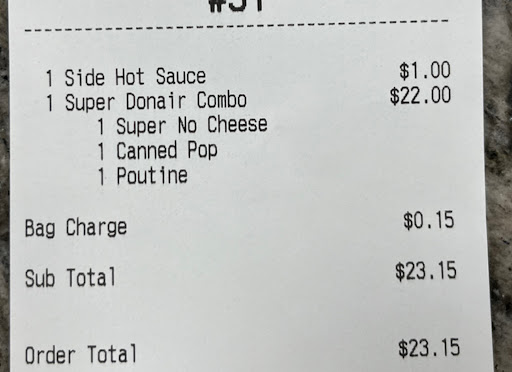 1 Side Hot Sauce $1.00
1 Super Donair Combo $22.00
1 Super No Cheese
1 Canned Pop
1 Poutine
Bag Charge $0.15
Sub Total $23.15
Order Total $23.15